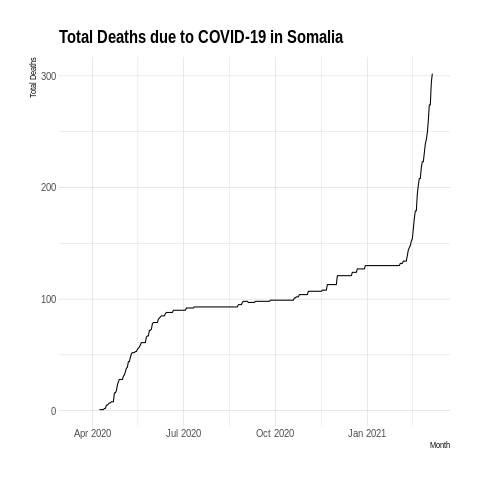 Total Deaths due to COVID-19 in Somalia
Total Deaths
300
200
100
0
Apr 2020 Jul 2020 Oct 2020 Jan 2021
Month